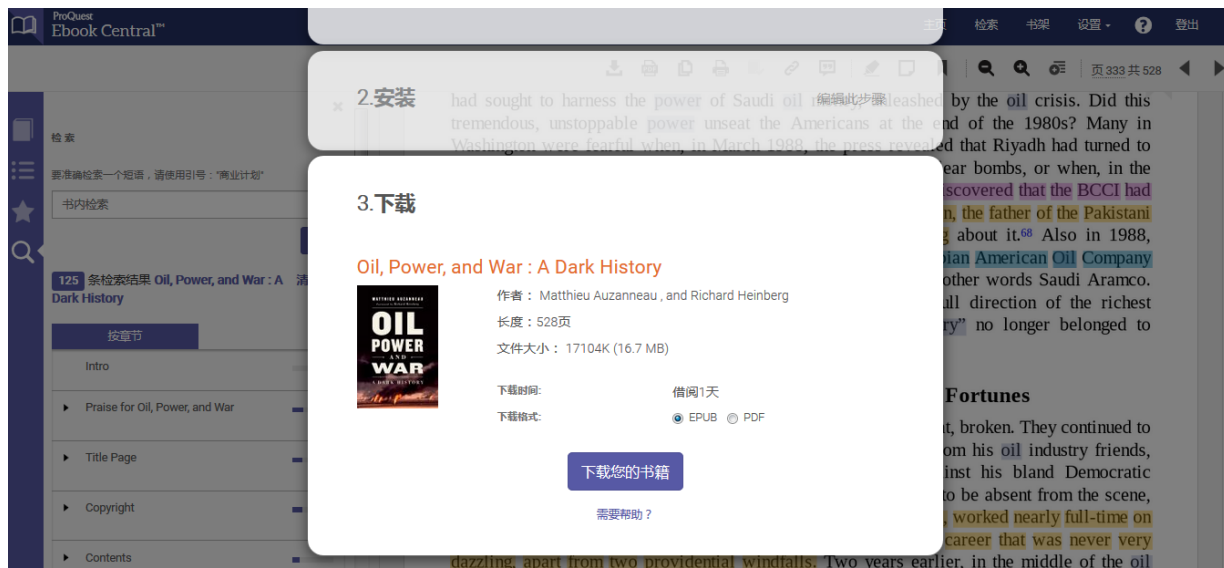 ProQuest
Ebook Central™
主页 检索 书架 设置 登出
页 333 共 528
2.安装
编辑此步骤
had sought to harness the power of Saudi oil unleashed by the oil crisis. Did this
tremendous, unstoppable power unseat the Americans at the end of the 1980s? Many in
Washington were fearful when, in March 1988, the press revealed that Riyadh had turned to
ear bombs, or when, in the
scovered that the BCCI had
n, the father of the Pakistani
about it.68 Also in 1988,
ian American Oil Company
other words Saudi Aramco.
ull direction of the richest
ry” no longer belonged to
Fortunes
t, broken. They continued to
om his oil industry friends,
inst his bland Democratic
to be absent from the scene,
, worked nearly full-time on
career that was never very
dazzling, apart from two providential windfalls. Two years earlier, in the middle of the oil
检索
要准确检索一个短语，请使用引号："商业计划"
书内检索
125 条检索结果 Oil, Power, and War : A 清
Dark History
按章节
Intro
Praise for Oil, Power, and War
Title Page
Copyright
Contents
3.下载
Oil, Power, and War : A Dark History
MATTHIEU AUZANNEAU
OIL
POWER
AND
WAR
A DARK HISTORY
作者： Matthieu Auzanneau , and Richard Heinberg
长度：528页
文件大小： 17104K (16.7 MB)
下载时间: 借阅1天
下载格式: EPUB PDF
下载您的书籍
需要帮助？